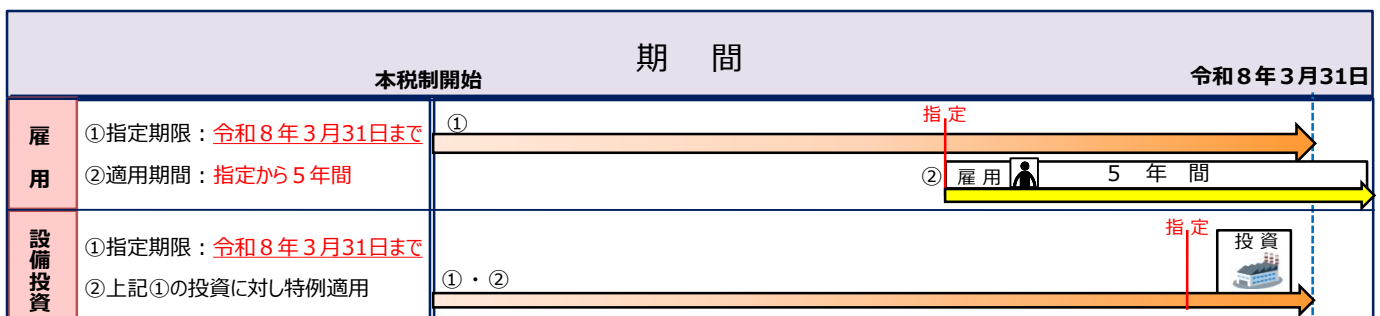 期　間
本税制開始
令和８年３月31日
雇用
①指定期限：令和８年３月31日まで
②適用期間：指定から５年間
①
指定
②
雇用
５年間
設備投資
①指定期限：令和８年３月31日まで
②上記①の投資に対し特例適用
①・②
指定
投資